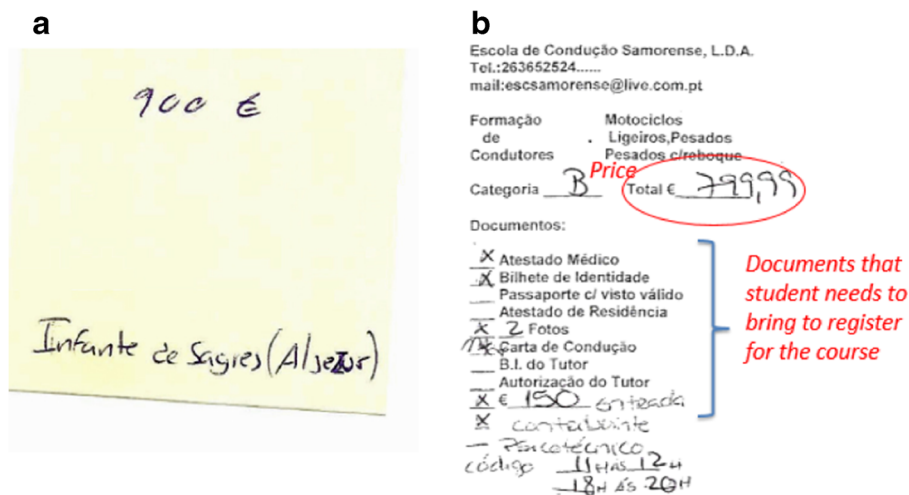 a
900 €
Infante de Sagres (Aljezur)
b
Escola de Condução Samorense, L.D.A.
Tel.:263652524......
mail:escsamorense@live.com.pt
Formação Motociclos
de . Ligeiros,Pesados
Condutores Pesados c/reboque
Price
Categoria B Total € 799,99
Documentos:
X Atestado Médico
X Bilhete de Identidade
Passaporte c/ visto válido
Atestado de Residência
X 2 Fotos
Carta de Condução
B.I. do Tutor
Autorização do Tutor
X € 150 entrada
X contribuinte
Psicotécnico
código 11H ÀS 12H
18H ÀS 20H
Documents that
student needs to
bring to register
for the course